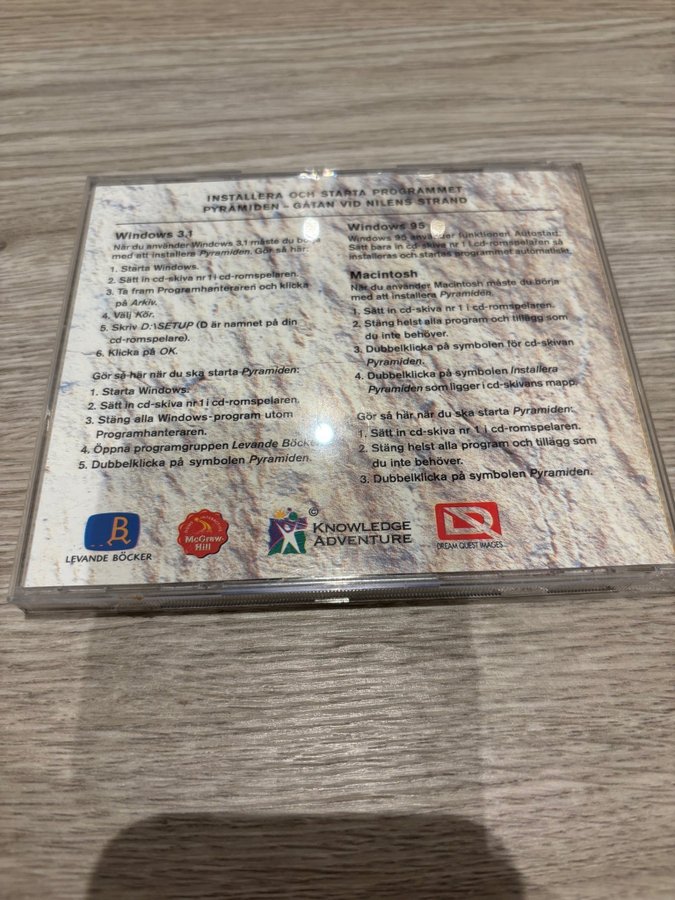 INSTALLERA OCH STARTA PROGRAMMET
PYRAMIDEN - GÅTAN VID NILENS STRAND
Windows 3.1
När du använder Windows 3.1 måste du börja
med att installera Pyramiden. Gör så här:
1. Starta Windows.
2. Sätt in cd-skiva nr 1 i cd-romspelaren.
3. Ta fram Programhanteraren och klicka
på Arkiv.
4. Välj Kör.
5. Skriv D:\SETUP (D är namnet på din
cd-romspelare).
6. Klicka på OK.
Gör så här när du ska starta Pyramiden:
1. Starta Windows.
2. Sätt in cd-skiva nr 1 i cd-romspelaren.
3. Stäng alla Windows-program utom
Programhanteraren.
4. Öppna programgruppen Levande Böcker
5. Dubbelklicka på symbolen Pyramiden.
Windows 95
Windows 95 använder funktionen Autostart.
Sätt bara in cd-skiva nr 1 i cd-romspelaren så
installeras och startas programmet automatiskt.
Macintosh
När du använder Macintosh måste du börja
med att installera Pyramiden.
1. Sätt in cd-skiva nr 1 i cd-romspelaren.
2. Stäng helst alla program och tillägg som
du inte behöver.
3. Dubbelklicka på symbolen för cd-skivan
Pyramiden.
4. Dubbelklicka på symbolen Installera
Pyramiden som ligger i cd-skivans mapp.
Gör så här när du ska starta Pyramiden:
1. Sätt in cd-skiva nr 1 i cd-romspelaren.
2. Stäng helst alla program och tillägg som
du inte behöver.
3. Dubbelklicka på symbolen Pyramiden.
LEVANDE BÖCKER
McGraw-
Hill
©
KNOWLEDGE
ADVENTURE
DREAM QUEST IMAGES